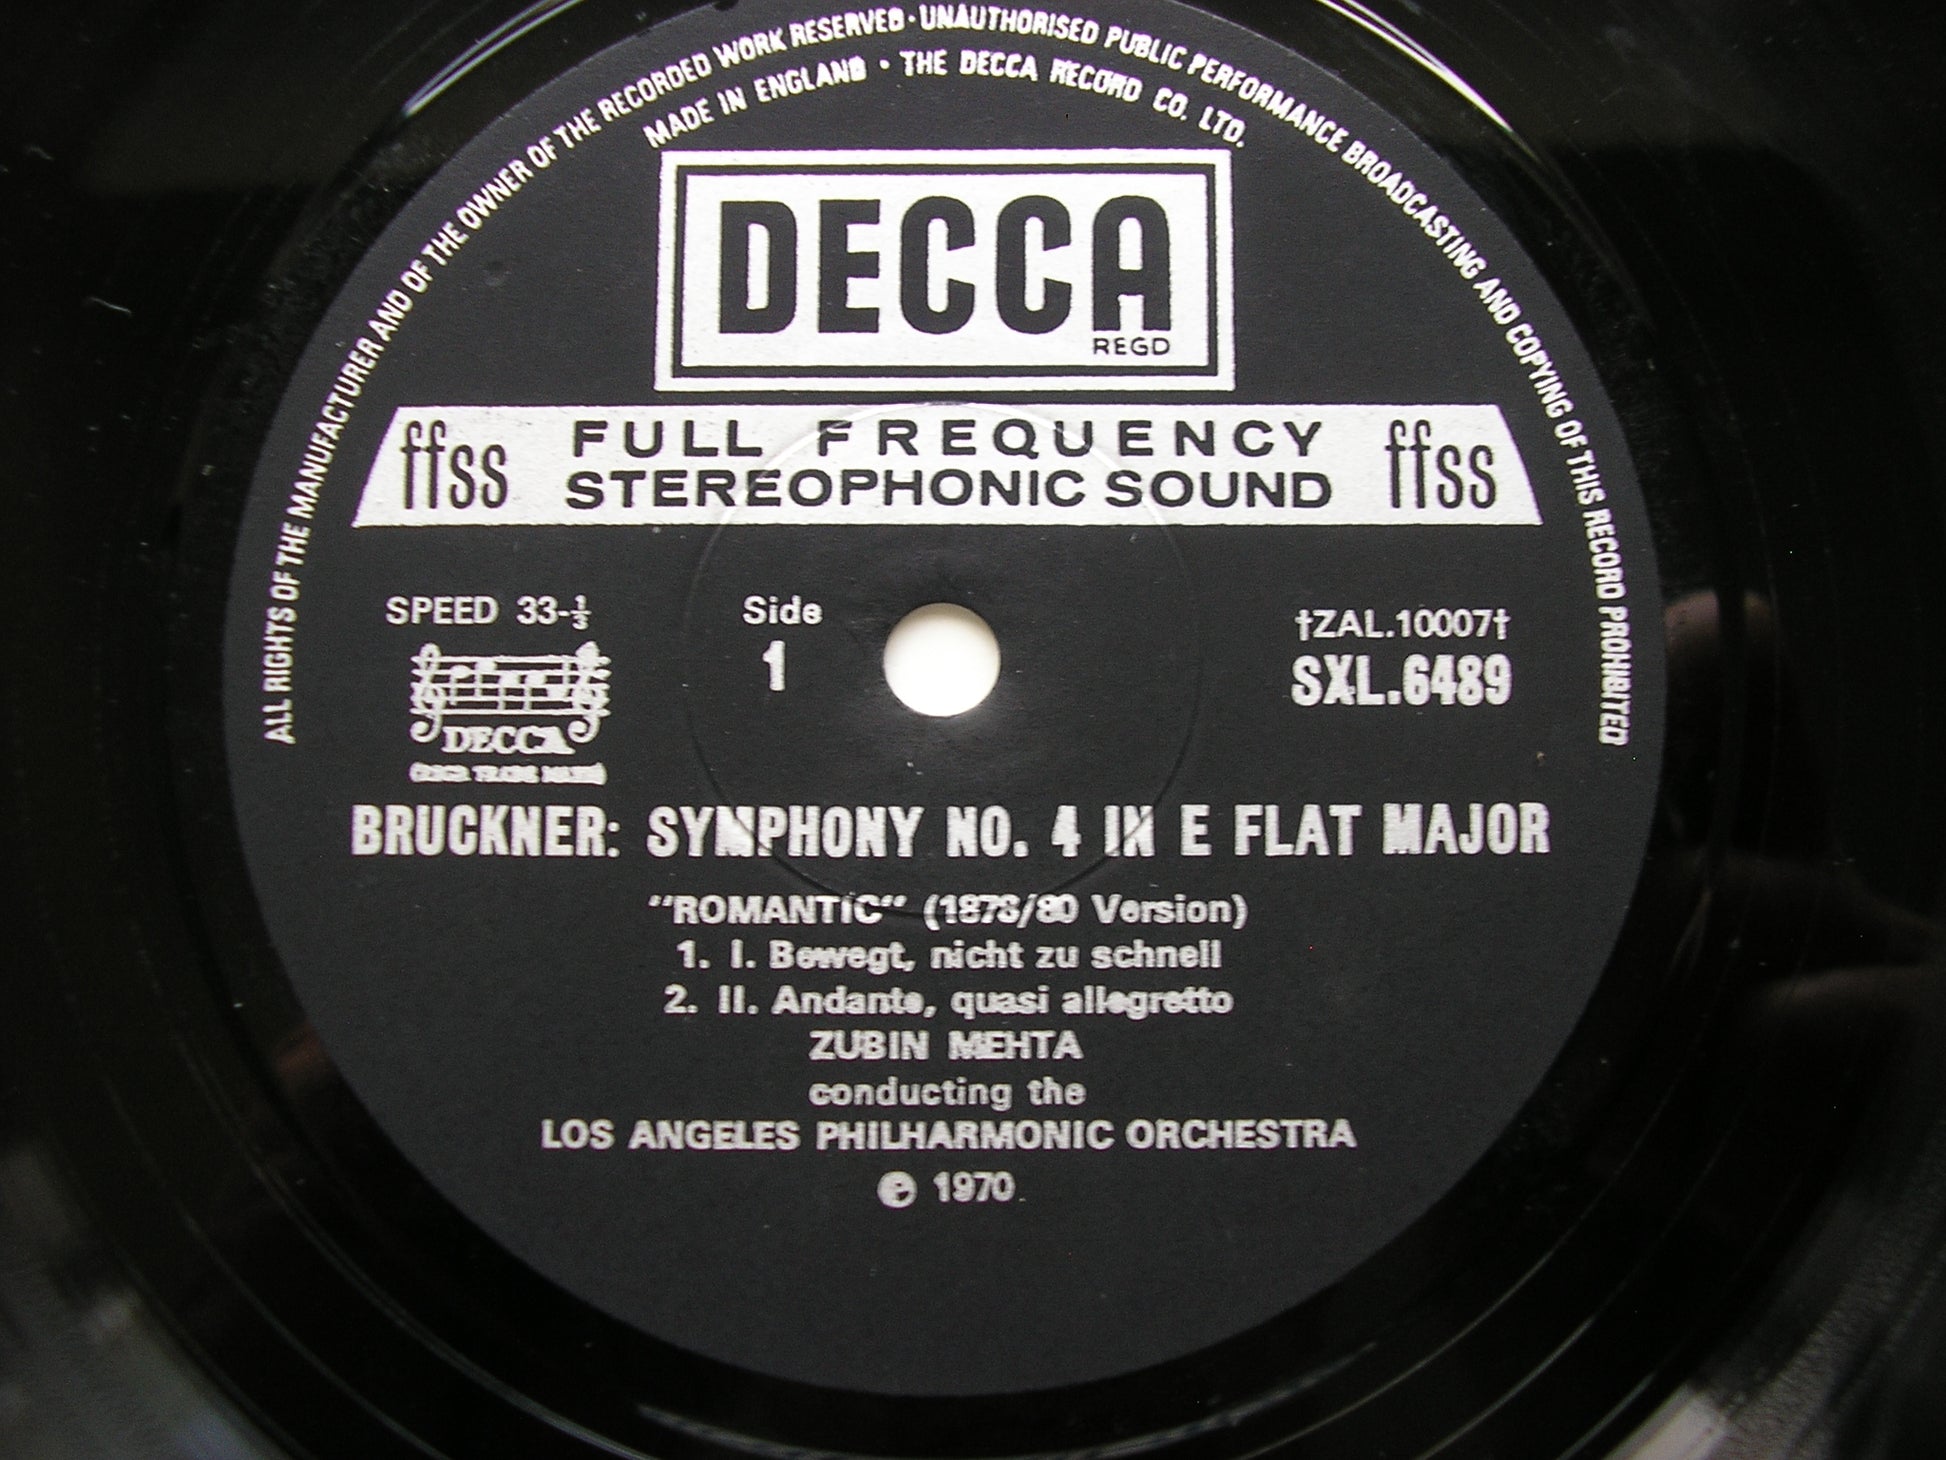 ALL RIGHTS OF THE MANUFACTURER AND OF THE OWNER OF THE RECORDED WORK RESERVED · UNAUTHORISED PUBLIC PERFORMANCE BROADCASTING AND COPYING OF THIS RECORD PROHIBITED
MADE IN ENGLAND · THE DECCA RECORD CO. LTD.
DECCA
REGD
ffss FULL FREQUENCY STEREOPHONIC SOUND ffss
SPEED 33-⅓
Side
1
†ZAL.10007†
SXL.6489
DECCA
(REGD. TRADE MARK)
BRUCKNER: SYMPHONY NO. 4 IN E FLAT MAJOR
"ROMANTIC" (1878/80 Version)
1. I. Bewegt, nicht zu schnell
2. II. Andante, quasi allegretto
ZUBIN MEHTA
conducting the
LOS ANGELES PHILHARMONIC ORCHESTRA
℗ 1970